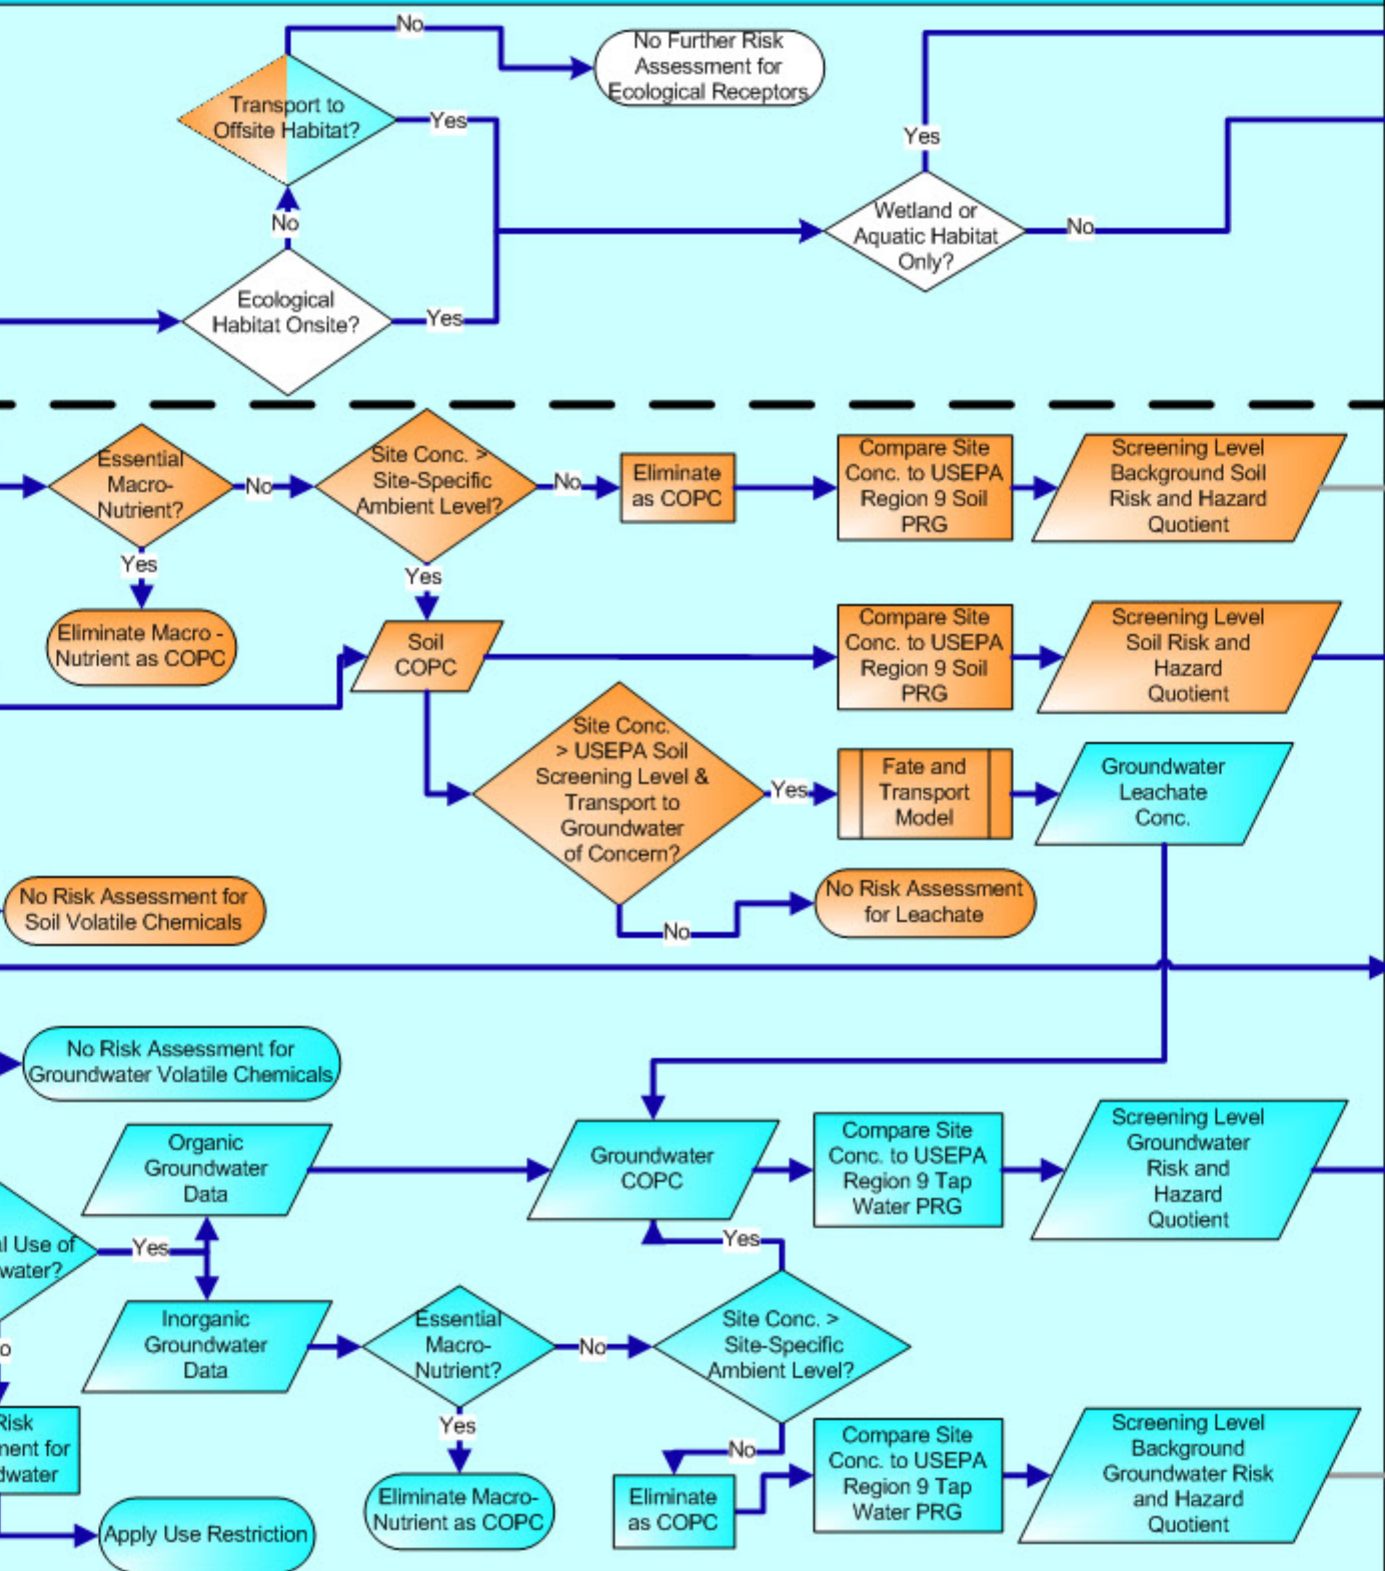 No
No Further Risk
Assessment for
Ecological Receptors
Transport to
Offsite Habitat?
Yes
Yes
No
Wetland or
Aquatic Habitat
Only?
No
Ecological
Habitat Onsite?
Yes
Essential
Macro-
Nutrient?
No
Site Conc. >
Site-Specific
Ambient Level?
No
Eliminate
as COPC
Compare Site
Conc. to USEPA
Region 9 Soil
PRG
Screening Level
Background Soil
Risk and Hazard
Quotient
Yes
Yes
Eliminate Macro -
Nutrient as COPC
Soil
COPC
Compare Site
Conc. to USEPA
Region 9 Soil
PRG
Screening Level
Soil Risk and
Hazard
Quotient
Site Conc.
> USEPA Soil
Screening Level &
Transport to
Groundwater
of Concern?
Yes
Fate and
Transport
Model
Groundwater
Leachate
Conc.
No Risk Assessment for
Soil Volatile Chemicals
No
No Risk Assessment
for Leachate
No Risk Assessment for
Groundwater Volatile Chemicals
Organic
Groundwater
Data
Groundwater
COPC
Compare Site
Conc. to USEPA
Region 9 Tap
Water PRG
Screening Level
Groundwater
Risk and
Hazard
Quotient
l Use of
water?
Yes
Yes
Inorganic
Groundwater
Data
Essential
Macro-
Nutrient?
No
Site Conc. >
Site-Specific
Ambient Level?
o
Risk
ment for
dwater
Yes
No
Eliminate Macro-
Nutrient as COPC
Eliminate
as COPC
Compare Site
Conc. to USEPA
Region 9 Tap
Water PRG
Screening Level
Background
Groundwater Risk
and Hazard
Quotient
Apply Use Restriction